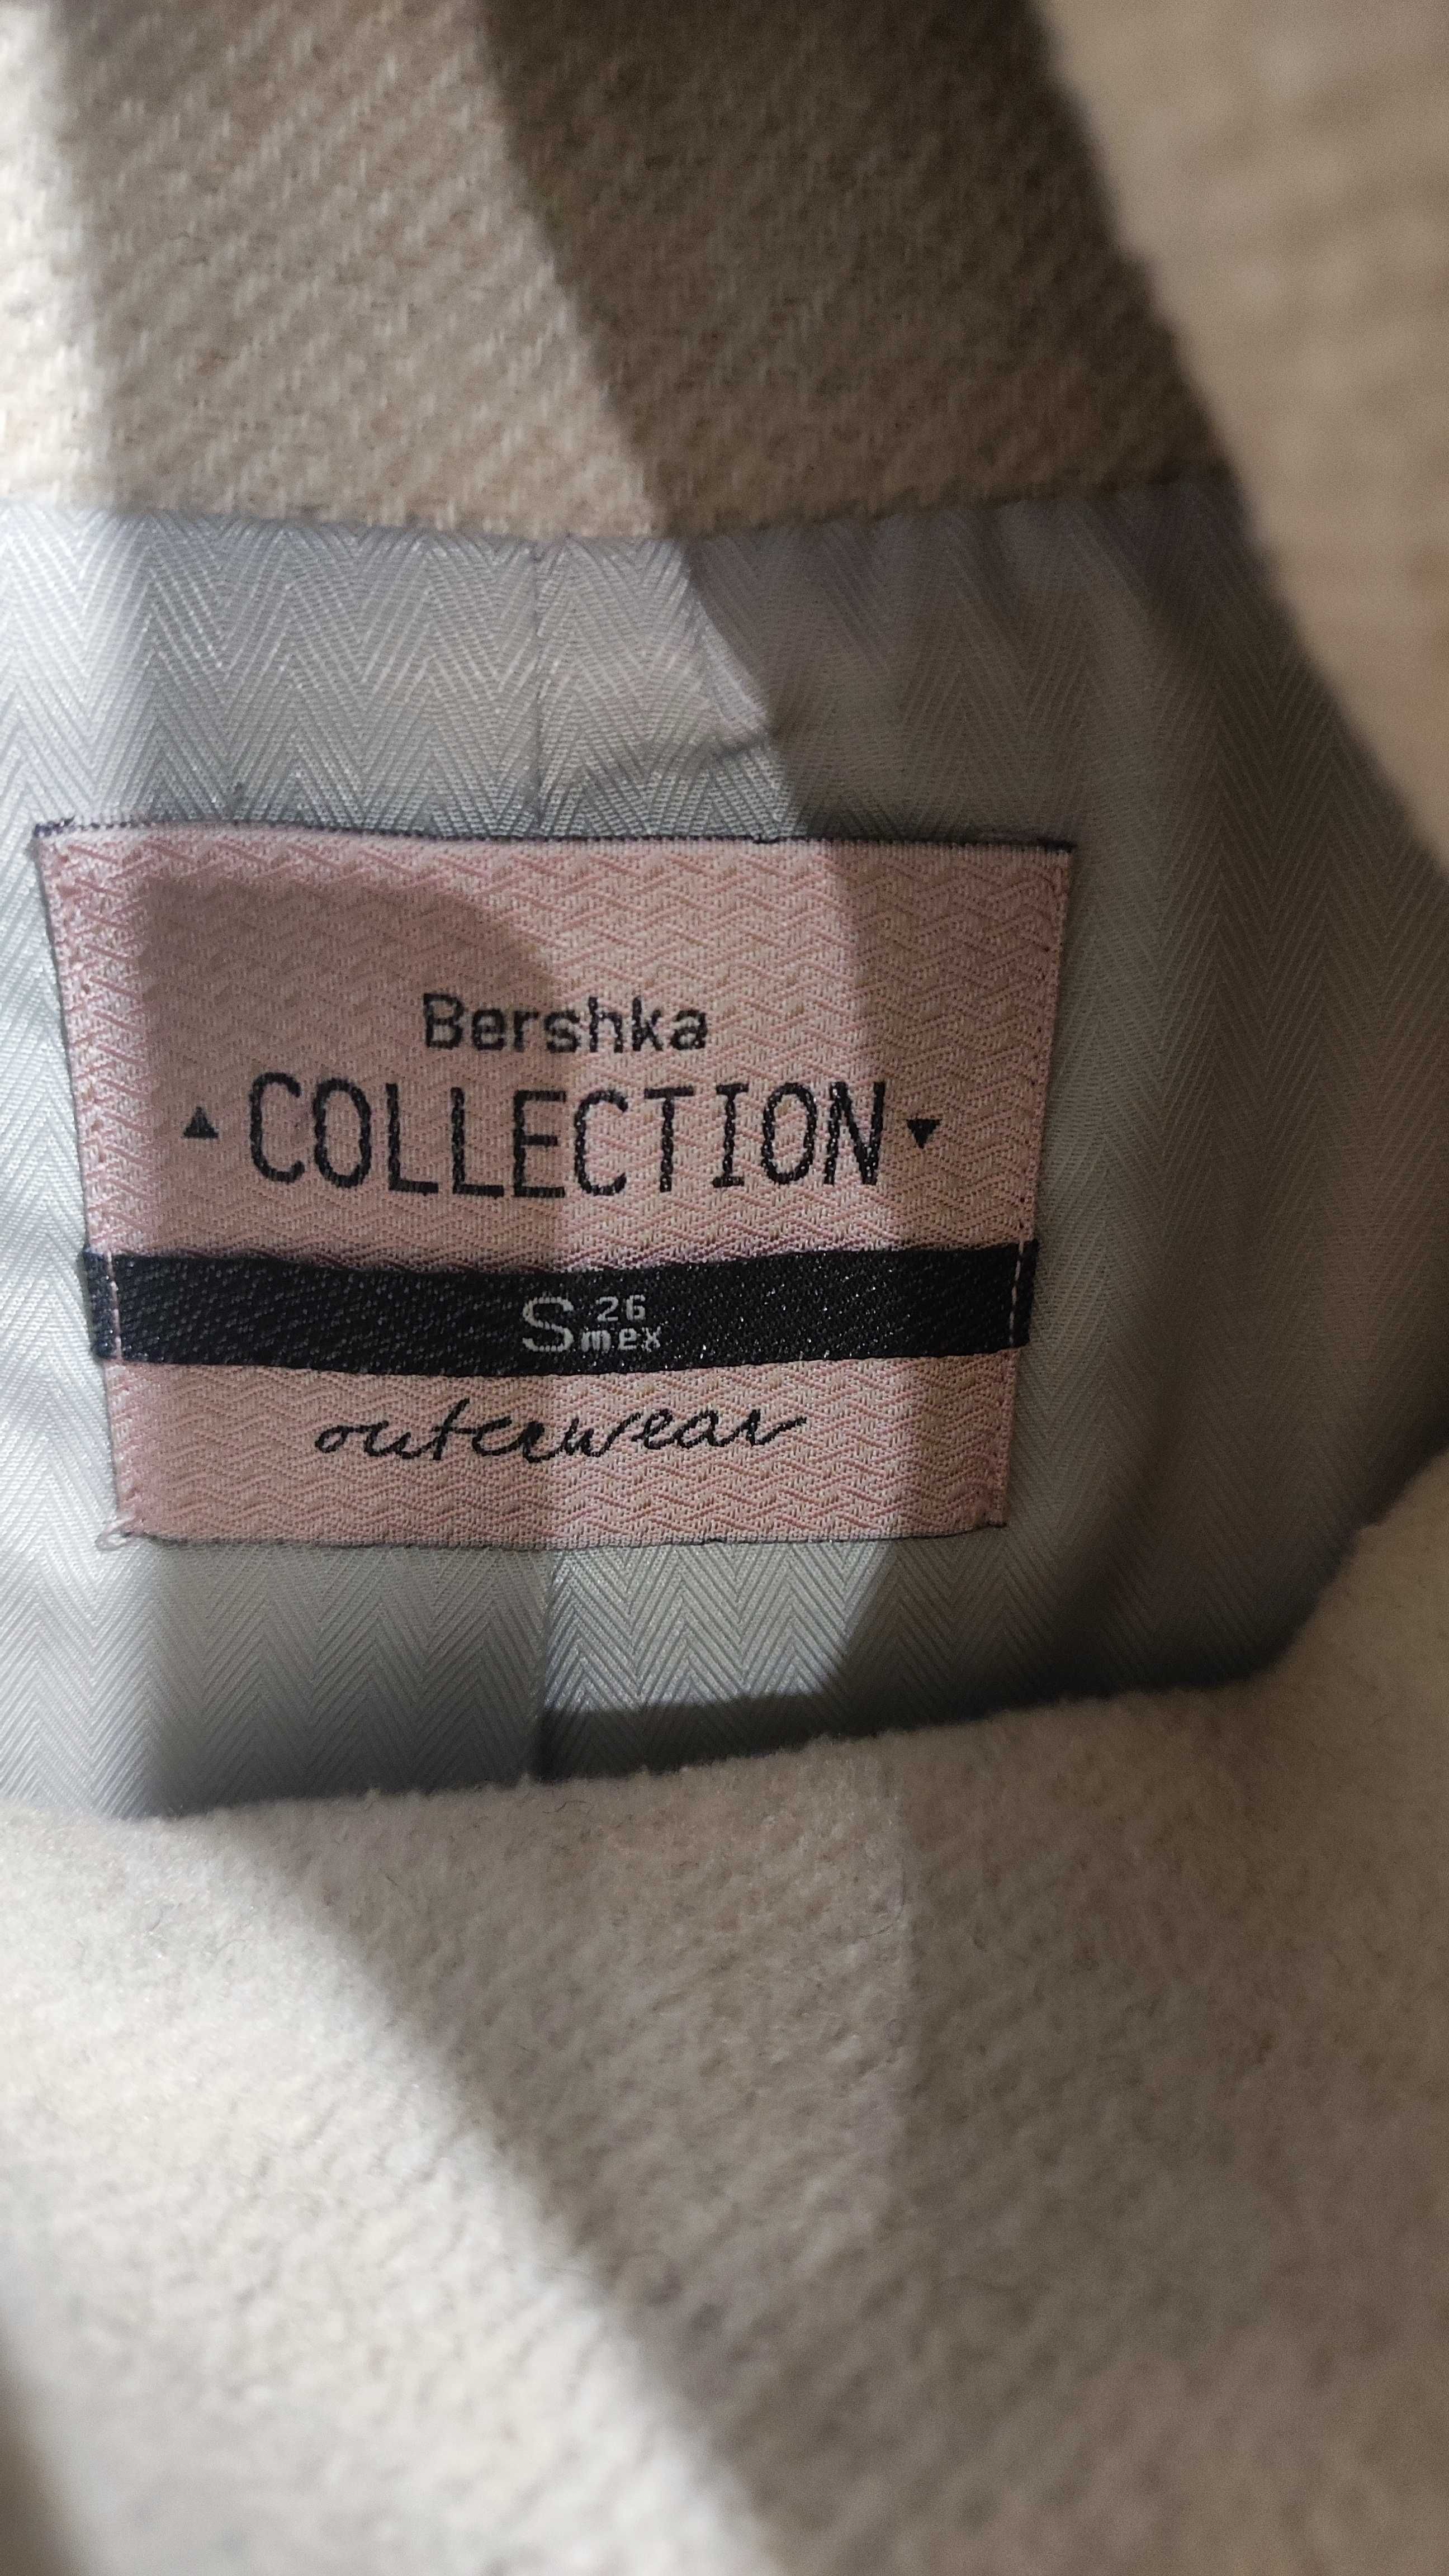 Bershka
▲ COLLECTION ▼
S 26 mex
outerwear